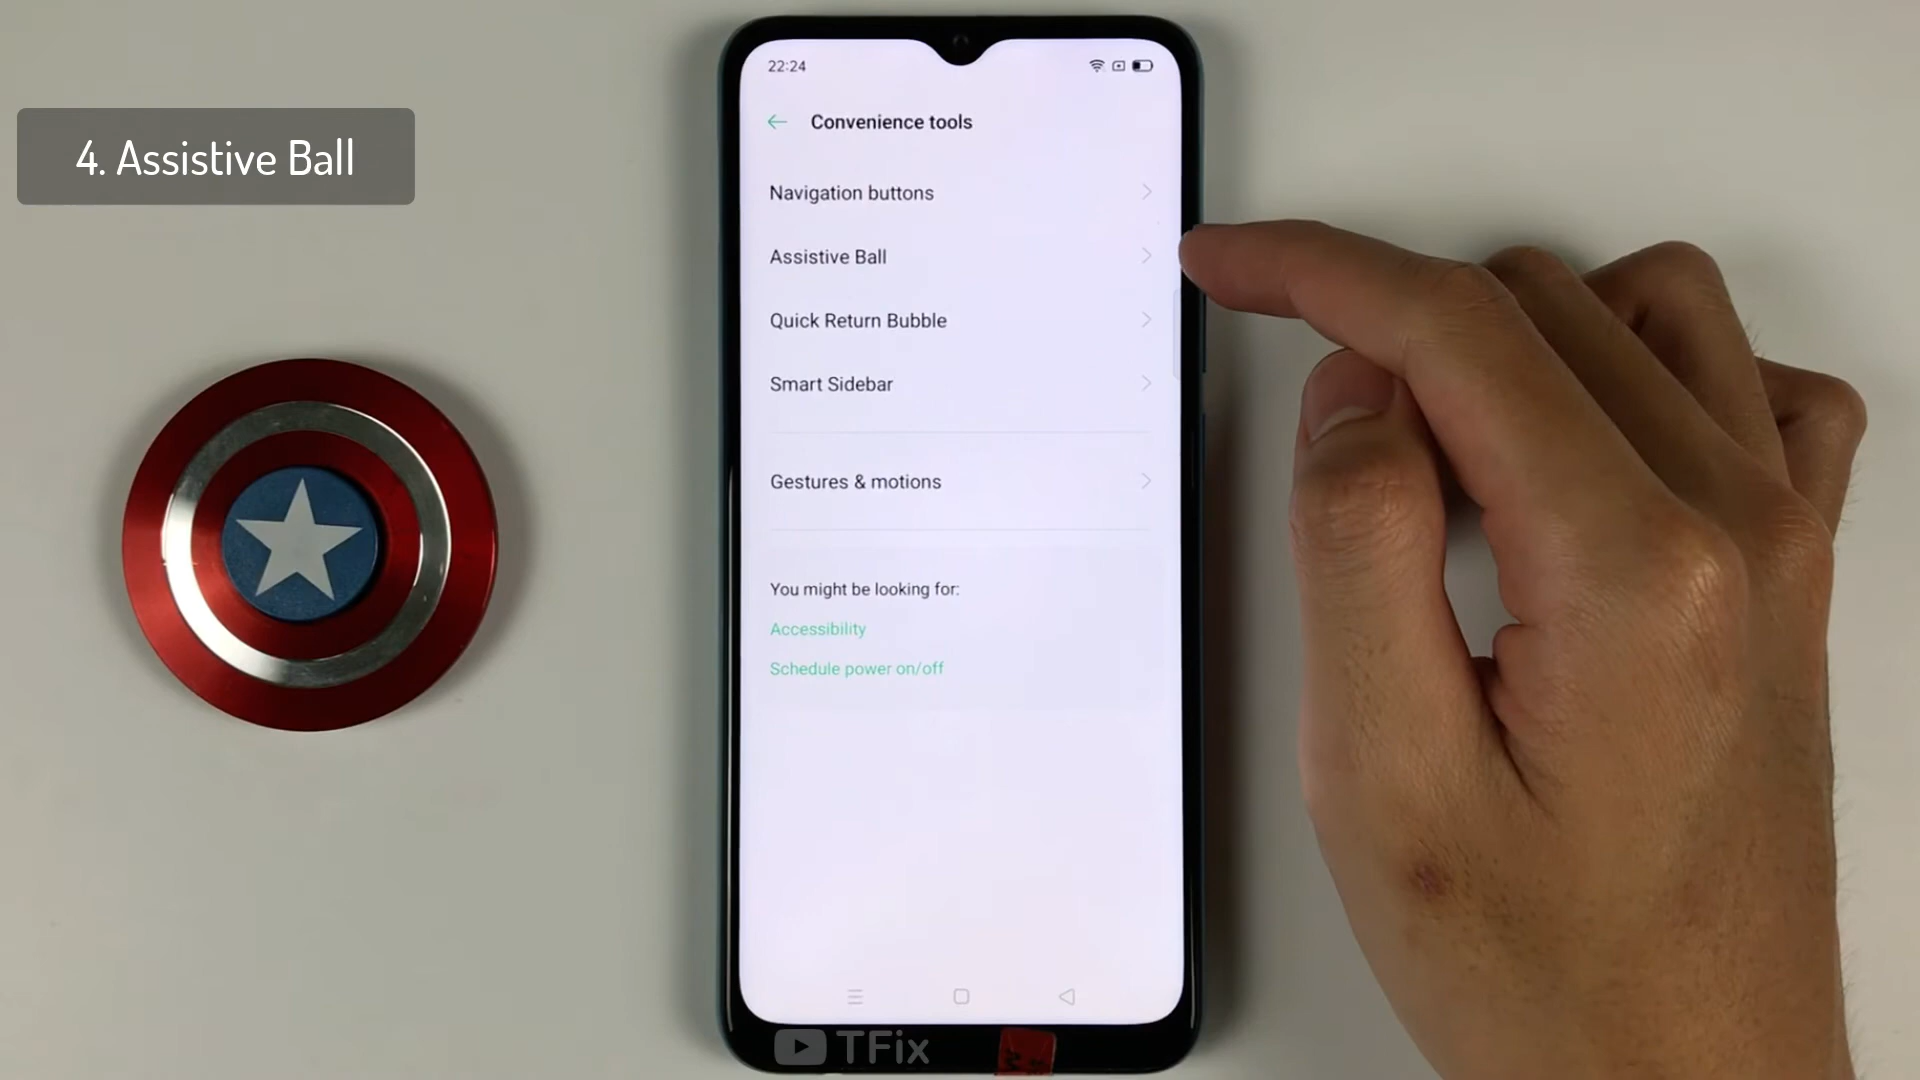 4. Assistive Ball
22:24
Convenience tools
Navigation buttons
Assistive Ball
Quick Return Bubble
Smart Sidebar
Gestures & motions
You might be looking for:
Accessibility
Schedule power on/off
TFix